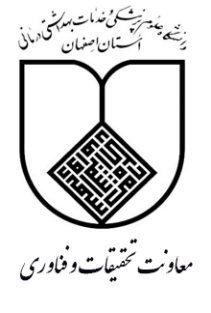 دانشگاه علوم پزشکی و خدمات بهداشتی درمانی
استان اصفهان
معاونت تحقیقات و فناوری